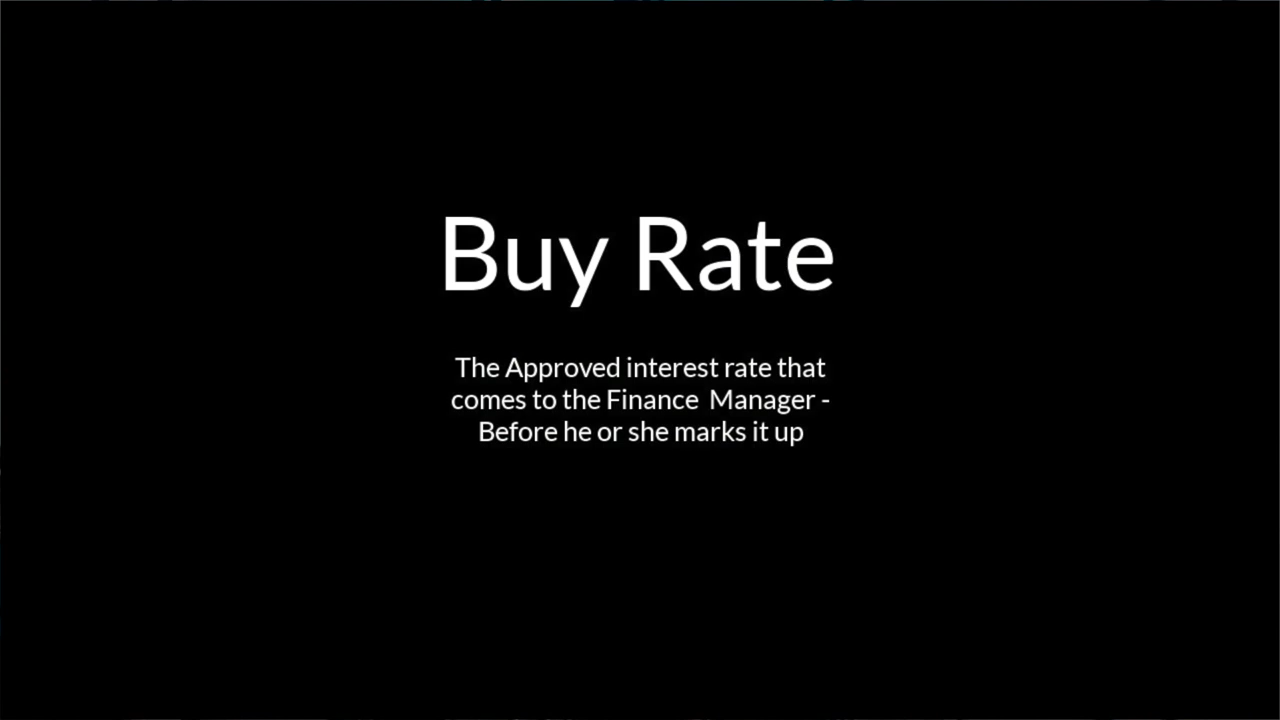 Buy Rate
The Approved interest rate that
comes to the Finance  Manager -
Before he or she marks it up